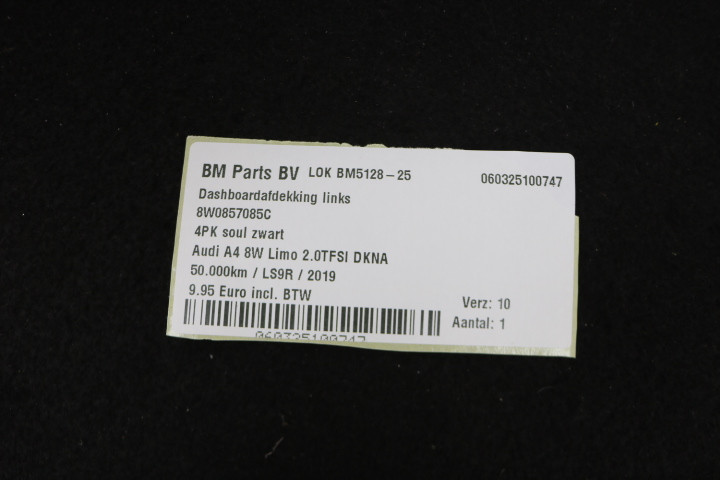 BM Parts BV LOK BM5128-25 060325100747
Dashboardafdekking links
8W0857085C
4PK soul zwart
Audi A4 8W Limo 2.0TFSI DKNA
50.000km / LS9R / 2019
9.95 Euro incl. BTW
Verz: 10
Aantal: 1
060325100747